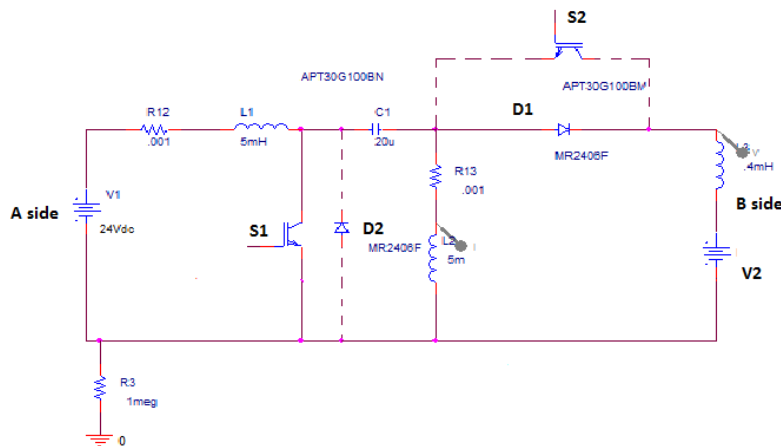 S2
APT30G100BN
APT30G100BM
R12
L1
C1
D1
.001
5mH
20u
MR2406F
R13
.001
.4mH
V1
A side
24Vdc
B side
S1
D2
MR2406F
5m
V2
R3
1meg
0